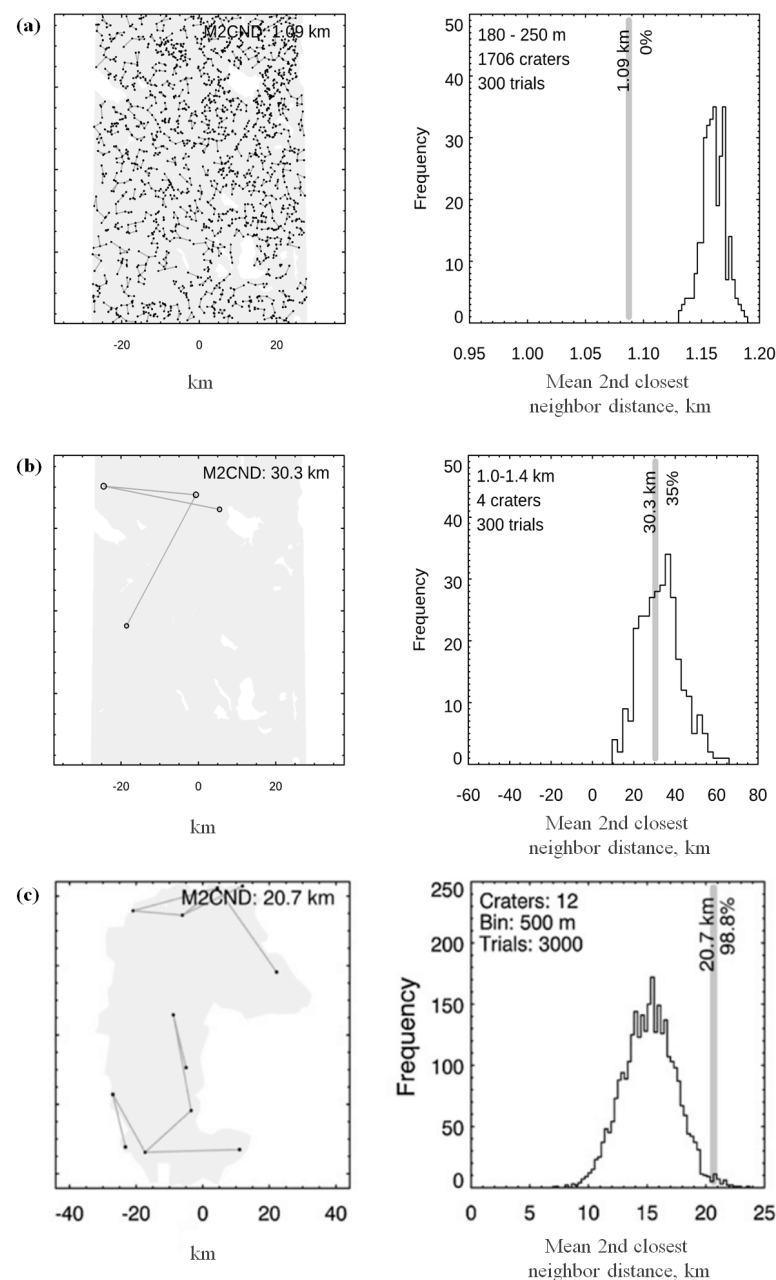 (a)
M2CND: 1.09 km
-20 0 20
km
50
40
30
20
10
0
Frequency
180 - 250 m
1706 craters
300 trials
1.09 km
0%
0.95 1.00 1.05 1.10 1.15 1.20
Mean 2nd closest
neighbor distance, km
(b)
M2CND: 30.3 km
-20 0 20
km
50
40
30
20
10
0
Frequency
1.0-1.4 km
4 craters
300 trials
30.3 km
35%
-60 -40 -20 0 20 40 60 80
Mean 2nd closest
neighbor distance, km
(c)
M2CND: 20.7 km
-40 -20 0 20 40
km
250
200
150
100
50
0
Frequency
Craters: 12
Bin: 500 m
Trials: 3000
20.7 km
98.8%
0 5 10 15 20 25
Mean 2nd closest
neighbor distance, km